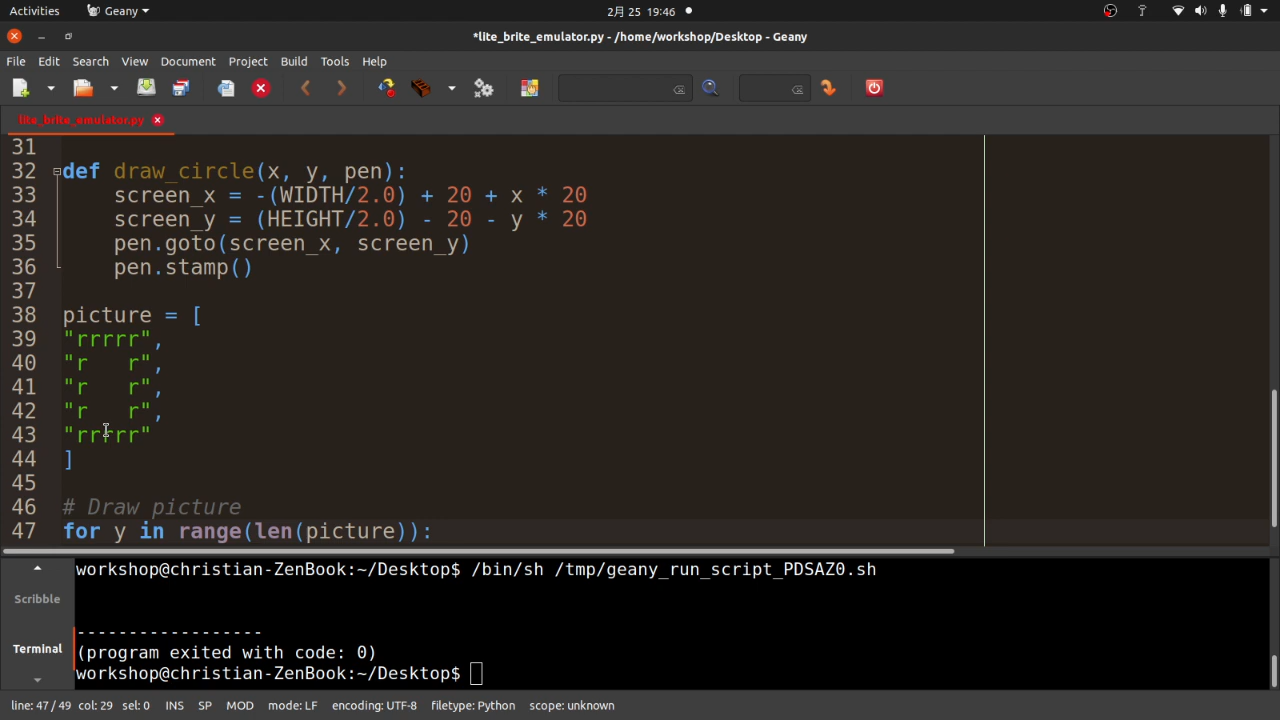 Activities
Geany
2月 25 19:46
*lite_brite_emulator.py - /home/workshop/Desktop - Geany
File Edit Search View Document Project Build Tools Help
lite_brite_emulator.py
31
32 def draw_circle(x, y, pen):
33     screen_x = -(WIDTH/2.0) + 20 + x * 20
34     screen_y = (HEIGHT/2.0) - 20 - y * 20
35     pen.goto(screen_x, screen_y)
36     pen.stamp()
37
38 picture = [
39 "rrrrr",
40 "r   r",
41 "r   r",
42 "r   r",
43 "rrrrr"
44 ]
45
46 # Draw picture
47 for y in range(len(picture)):
Scribble
Terminal
workshop@christian-ZenBook:~/Desktop$ /bin/sh /tmp/geany_run_script_PDSAZ0.sh
------------------
(program exited with code: 0)
workshop@christian-ZenBook:~/Desktop$
line: 47 / 49 col: 29 sel: 0 INS SP MOD mode: LF encoding: UTF-8 filetype: Python scope: unknown